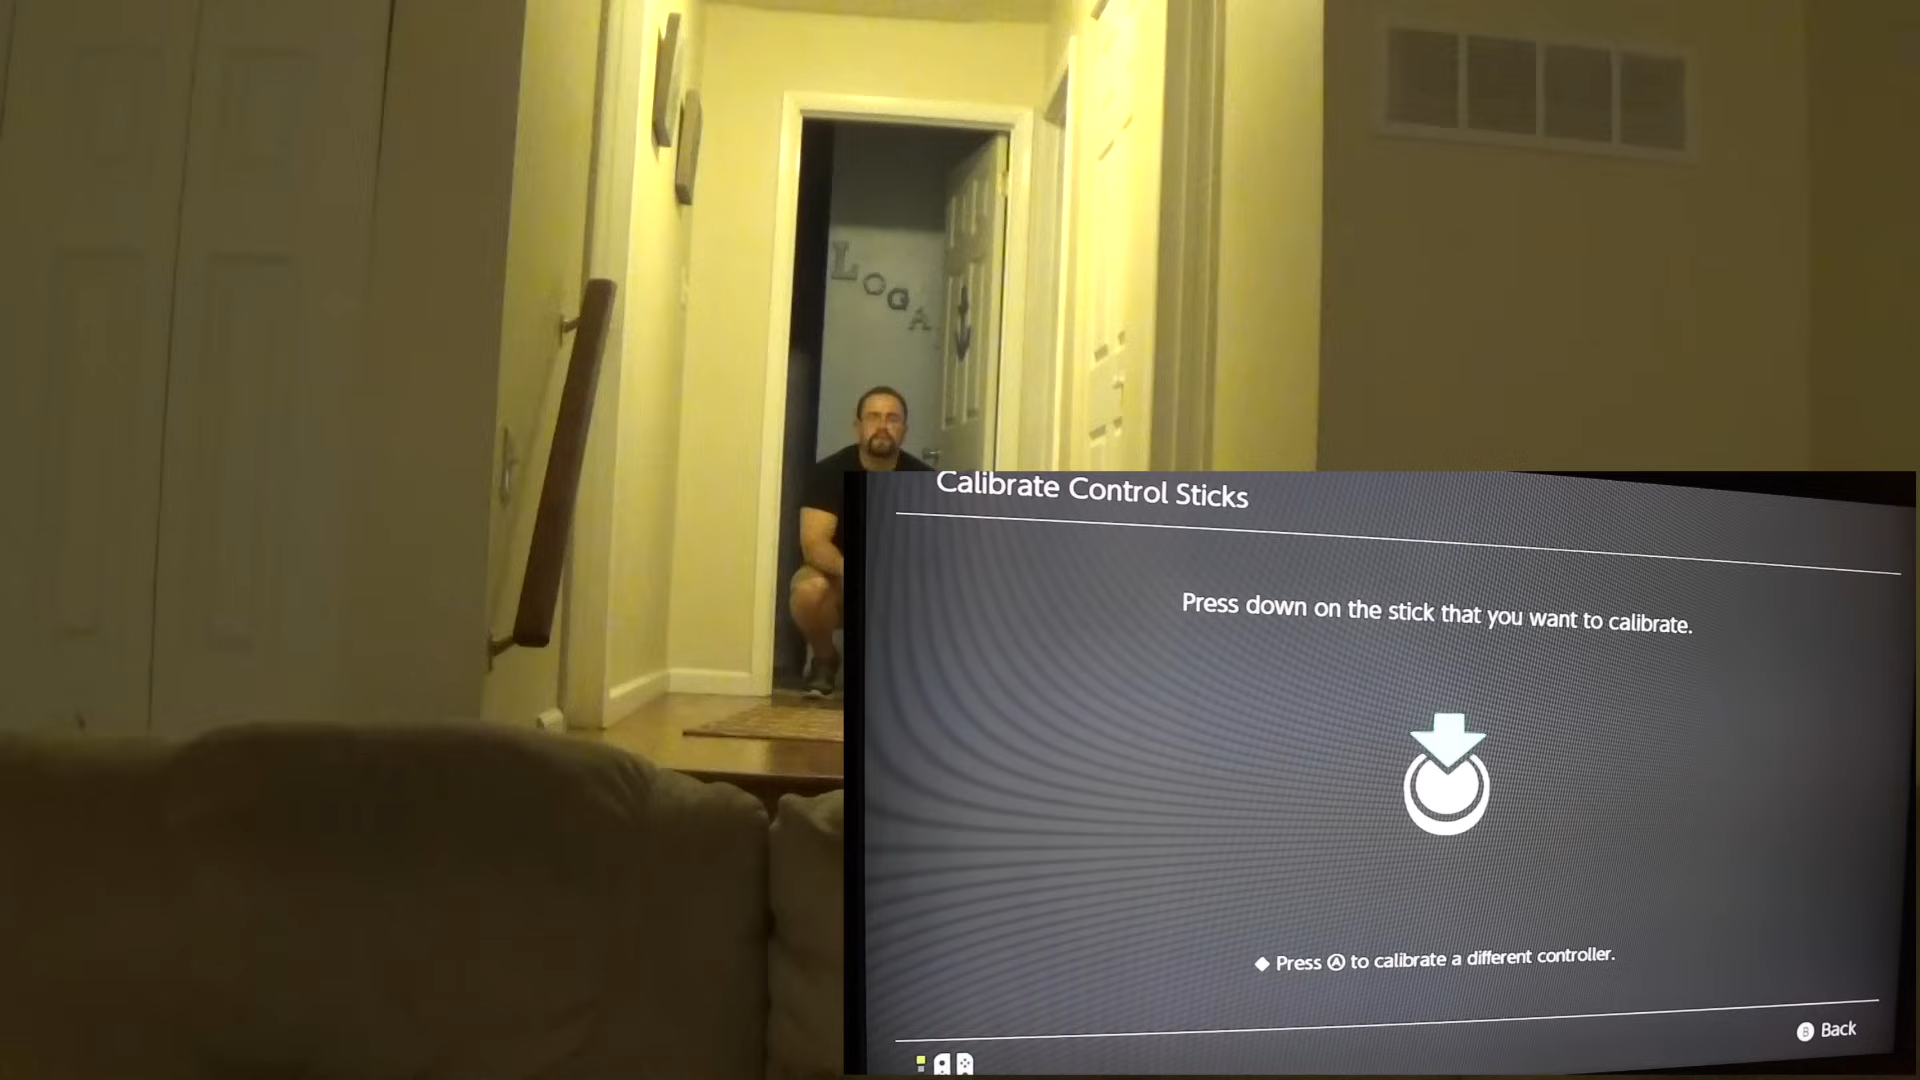 LOGA
Calibrate Control Sticks
Press down on the stick that you want to calibrate.
◆ Press Ⓐ to calibrate a different controller.
B Back